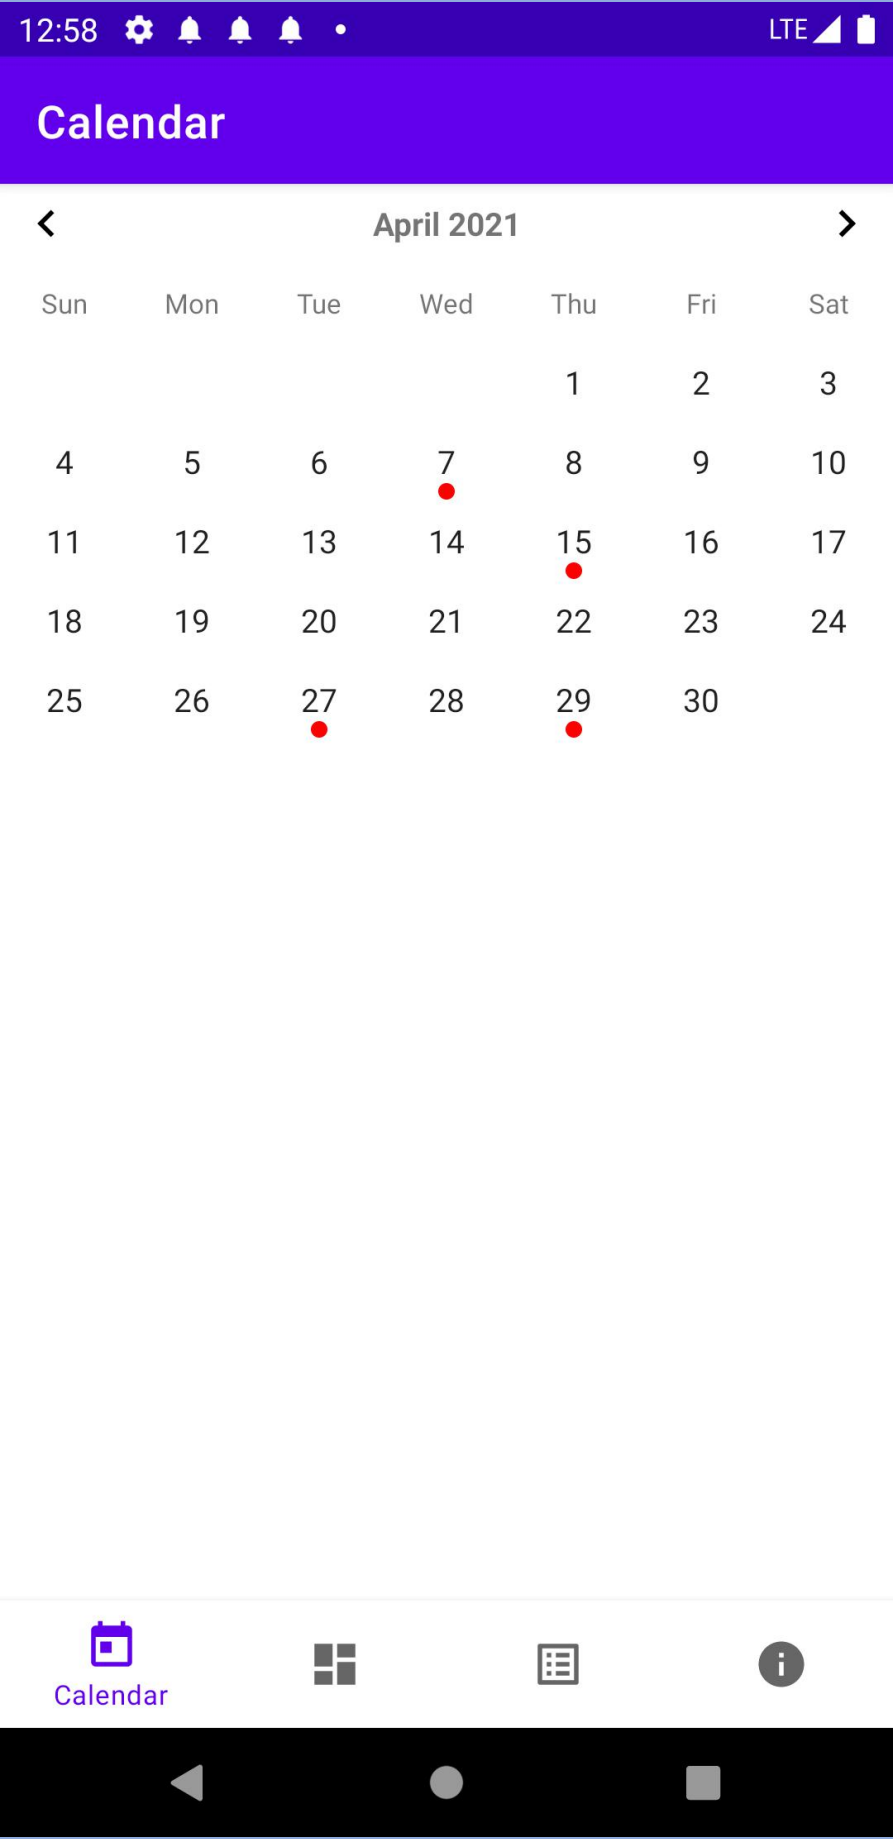 12:58 LTE
Calendar
April 2021
Sun Mon Tue Wed Thu Fri Sat
1 2 3
4 5 6 7 8 9 10
11 12 13 14 15 16 17
18 19 20 21 22 23 24
25 26 27 28 29 30
Calendar